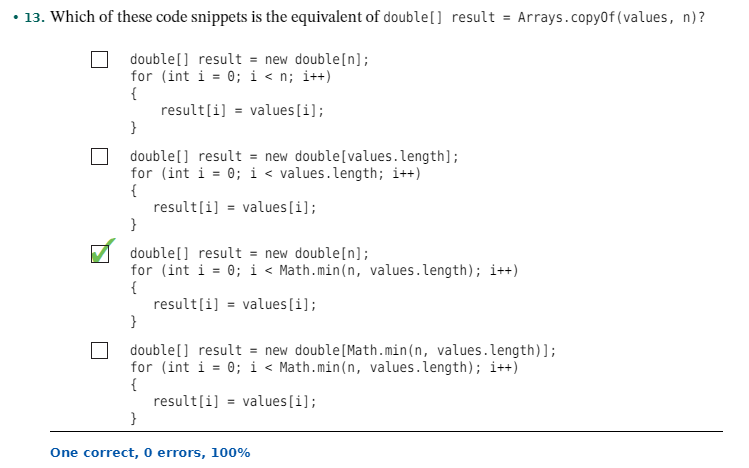 • 13. Which of these code snippets is the equivalent of double[] result = Arrays.copyOf(values, n)?
double[] result = new double[n];
for (int i = 0; i < n; i++)
{
    result[i] = values[i];
}
double[] result = new double[values.length];
for (int i = 0; i < values.length; i++)
{
   result[i] = values[i];
}
double[] result = new double[n];
for (int i = 0; i < Math.min(n, values.length); i++)
{
   result[i] = values[i];
}
double[] result = new double[Math.min(n, values.length)];
for (int i = 0; i < Math.min(n, values.length); i++)
{
   result[i] = values[i];
}
One correct, 0 errors, 100%